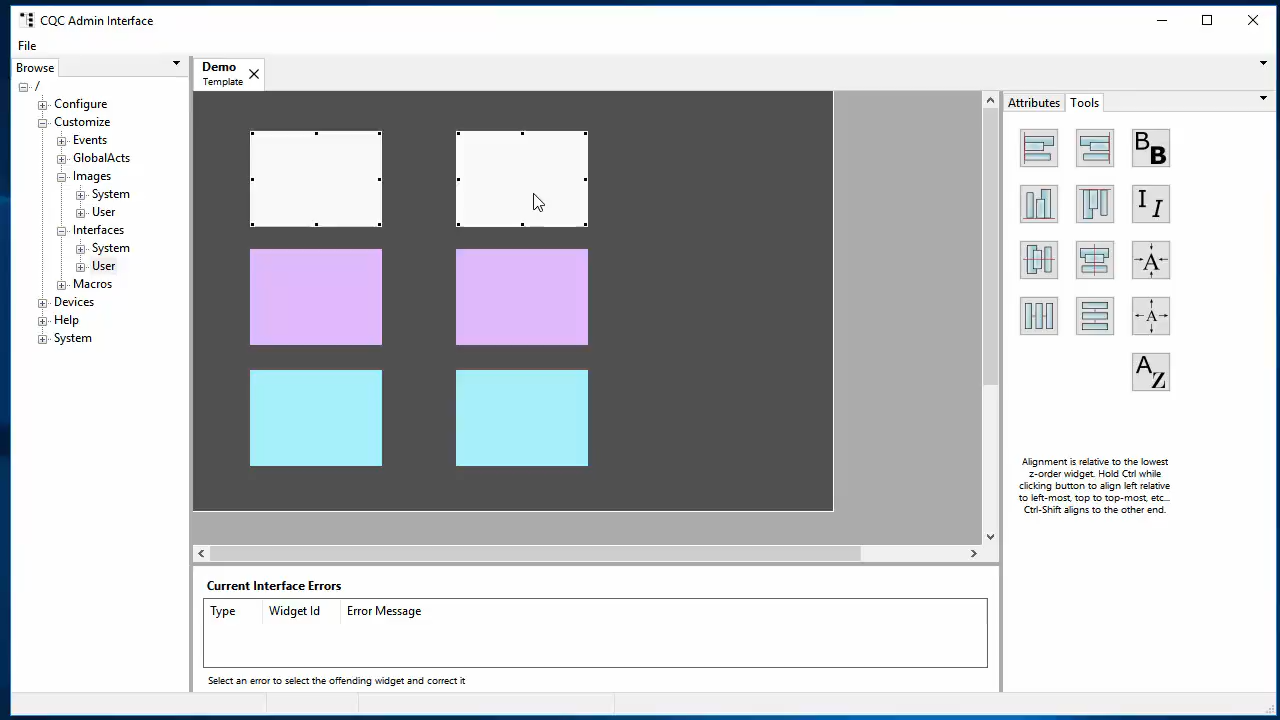 CQC Admin Interface
File
Browse
/
Configure
Customize
Events
GlobalActs
Images
System
User
Interfaces
System
User
Macros
Devices
Help
System
Demo
Template
Attributes
Tools
B B
I I
A
A
A Z
Alignment is relative to the lowest
z-order widget. Hold Ctrl while
clicking button to align left relative
to left-most, top to top-most, etc...
Ctrl-Shift aligns to the other end.
Current Interface Errors
Type Widget Id Error Message
Select an error to select the offending widget and correct it